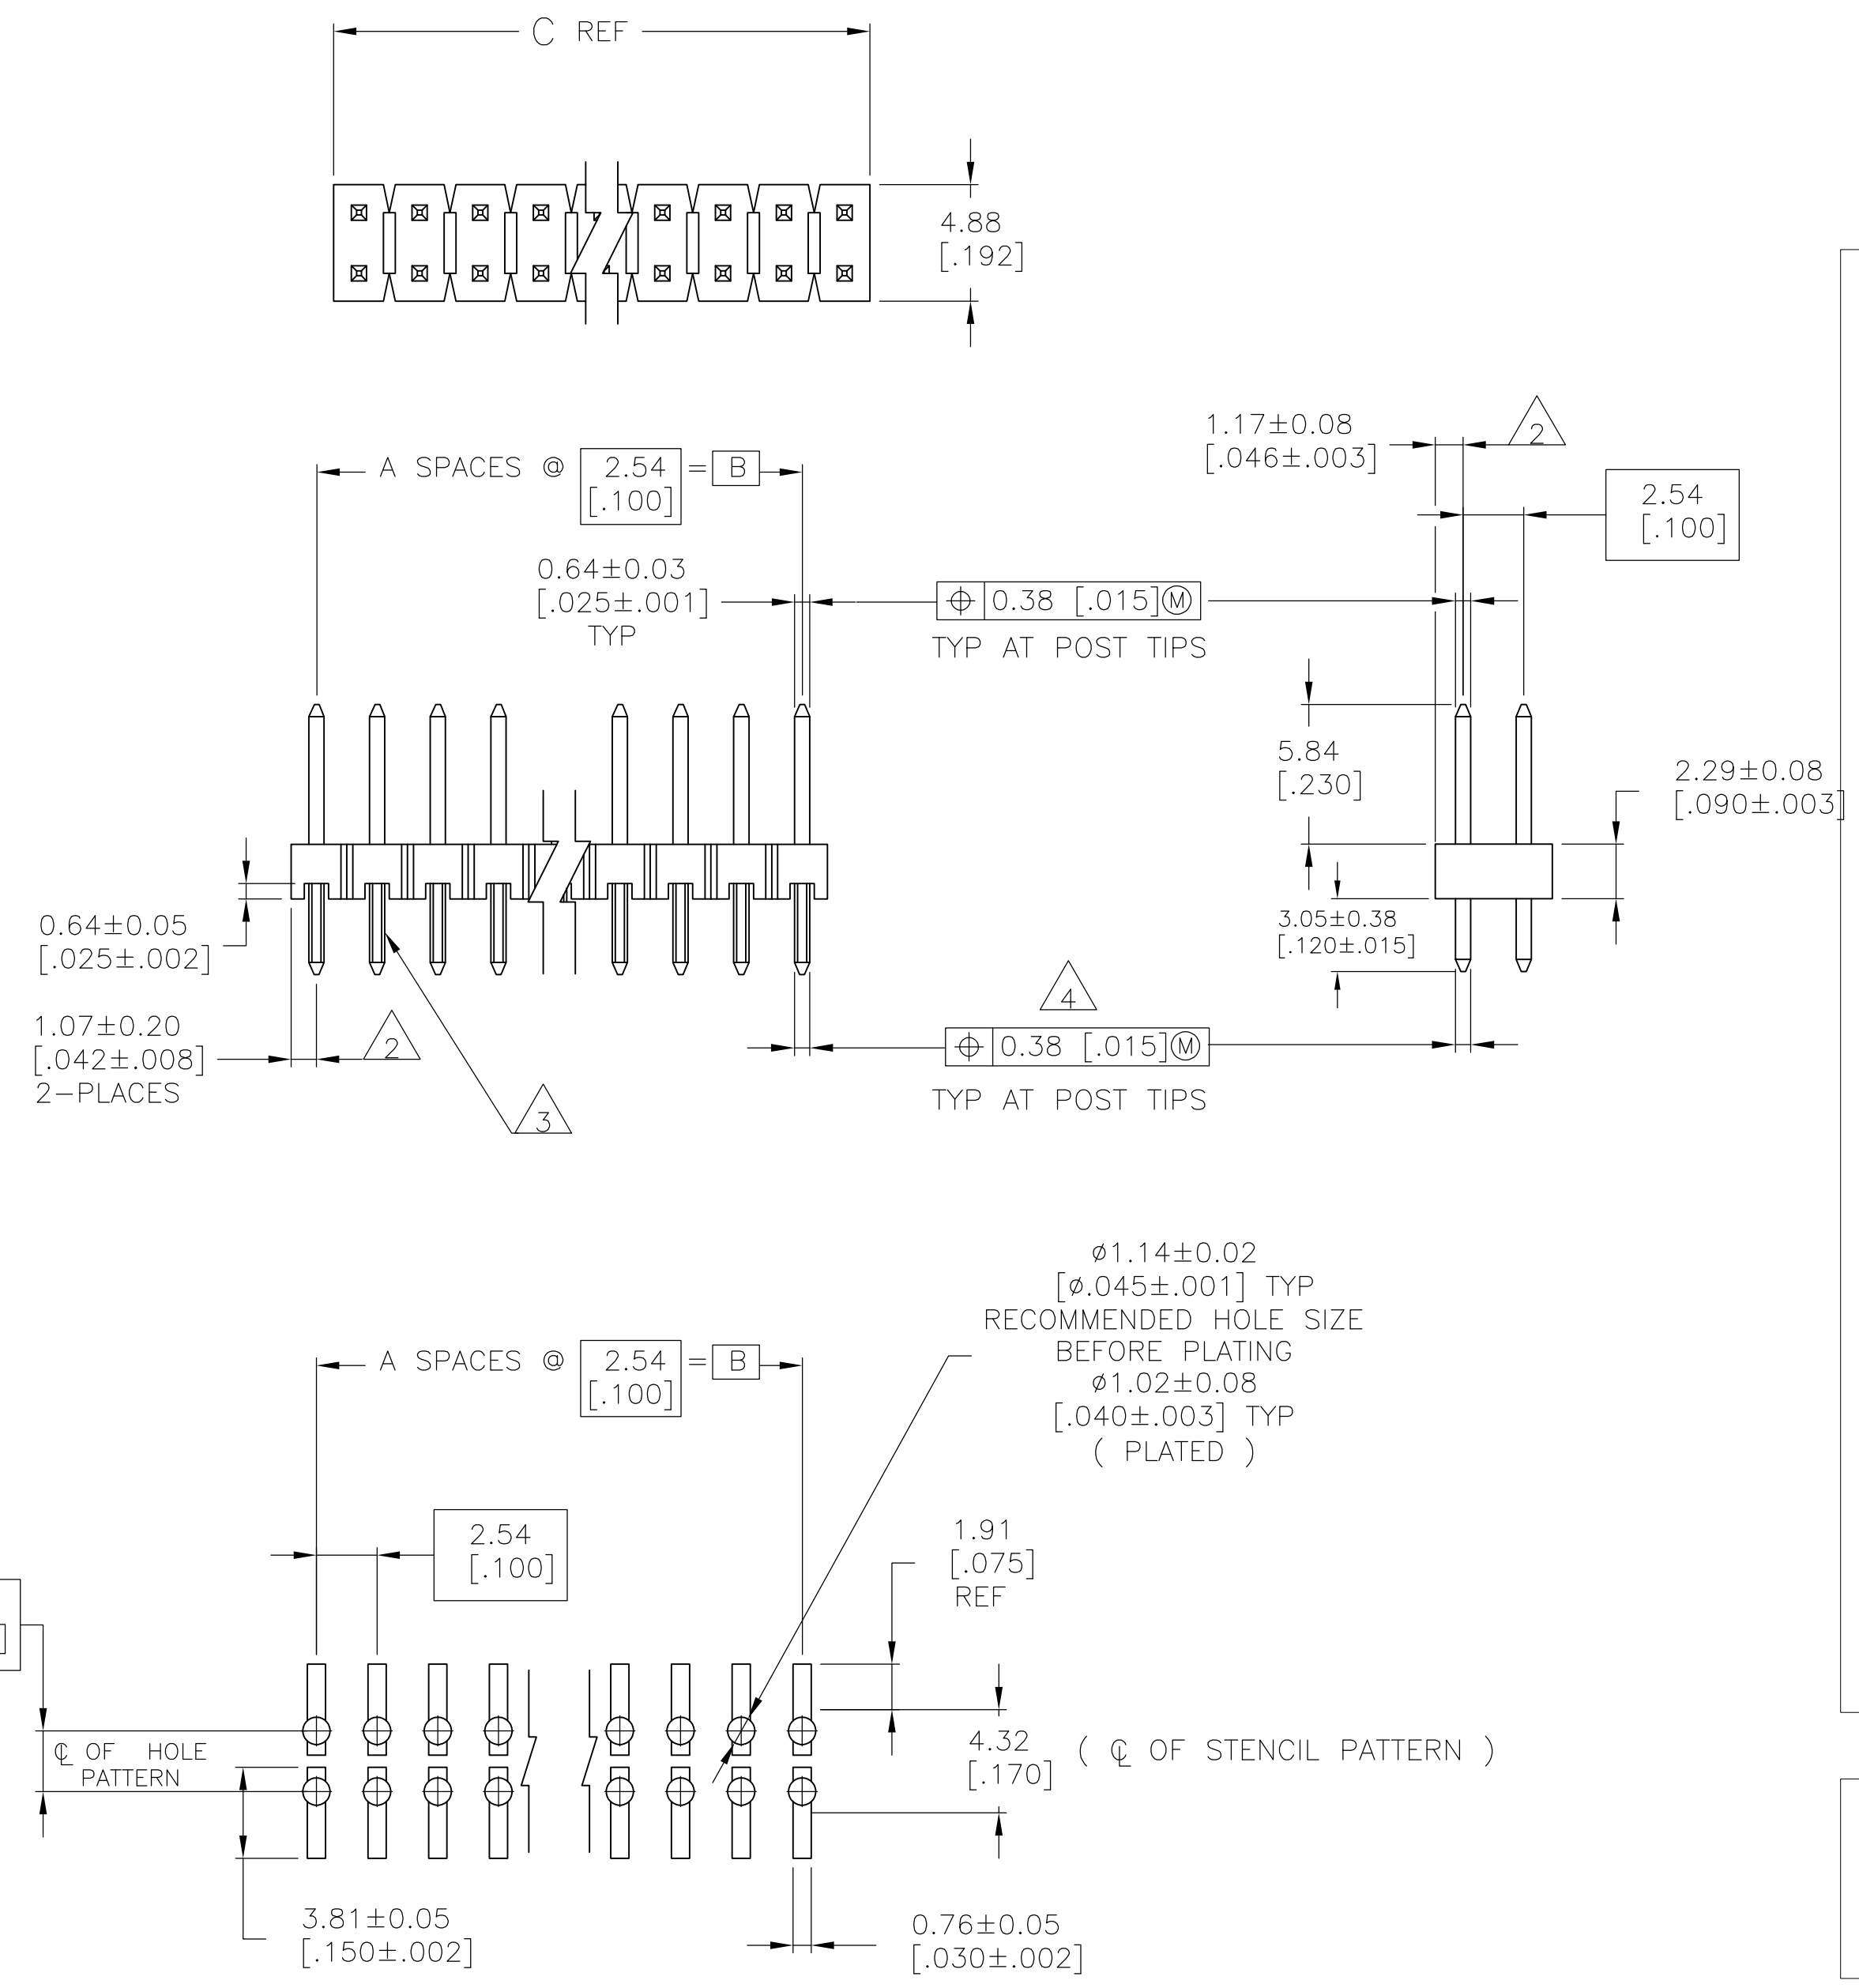 C REF
4.88
[.192]
1.17±0.08
[.046±.003]
2
A SPACES @ 2.54 = B
[.100]
2.54
[.100]
0.64±0.03
[.025±.001]
TYP
⌖ 0.38 [.015]Ⓜ
TYP AT POST TIPS
5.84
[.230]
2.29±0.08
[.090±.003]
0.64±0.05
[.025±.002]
3.05±0.38
[.120±.015]
4
1.07±0.20
[.042±.008]
2-PLACES
2
⌖ 0.38 [.015]Ⓜ
TYP AT POST TIPS
3
ø1.14±0.02
[ø.045±.001] TYP
RECOMMENDED HOLE SIZE
BEFORE PLATING
ø1.02±0.08
[.040±.003] TYP
( PLATED )
A SPACES @ 2.54 = B
[.100]
2.54
[.100]
1.91
[.075]
REF
]
℄ OF HOLE
PATTERN
4.32
[.170]
( ℄ OF STENCIL PATTERN )
3.81±0.05
[.150±.002]
0.76±0.05
[.030±.002]